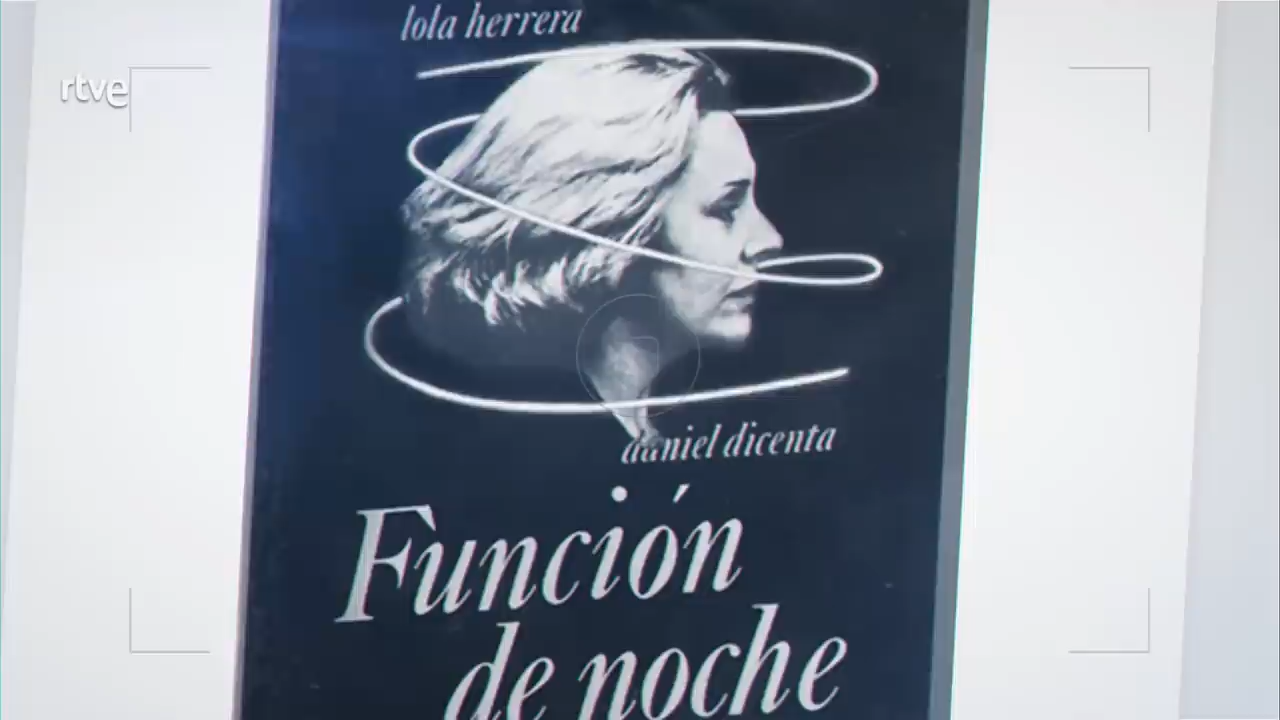 lola herrera
rtve
daniel dicenta
Función
de noche